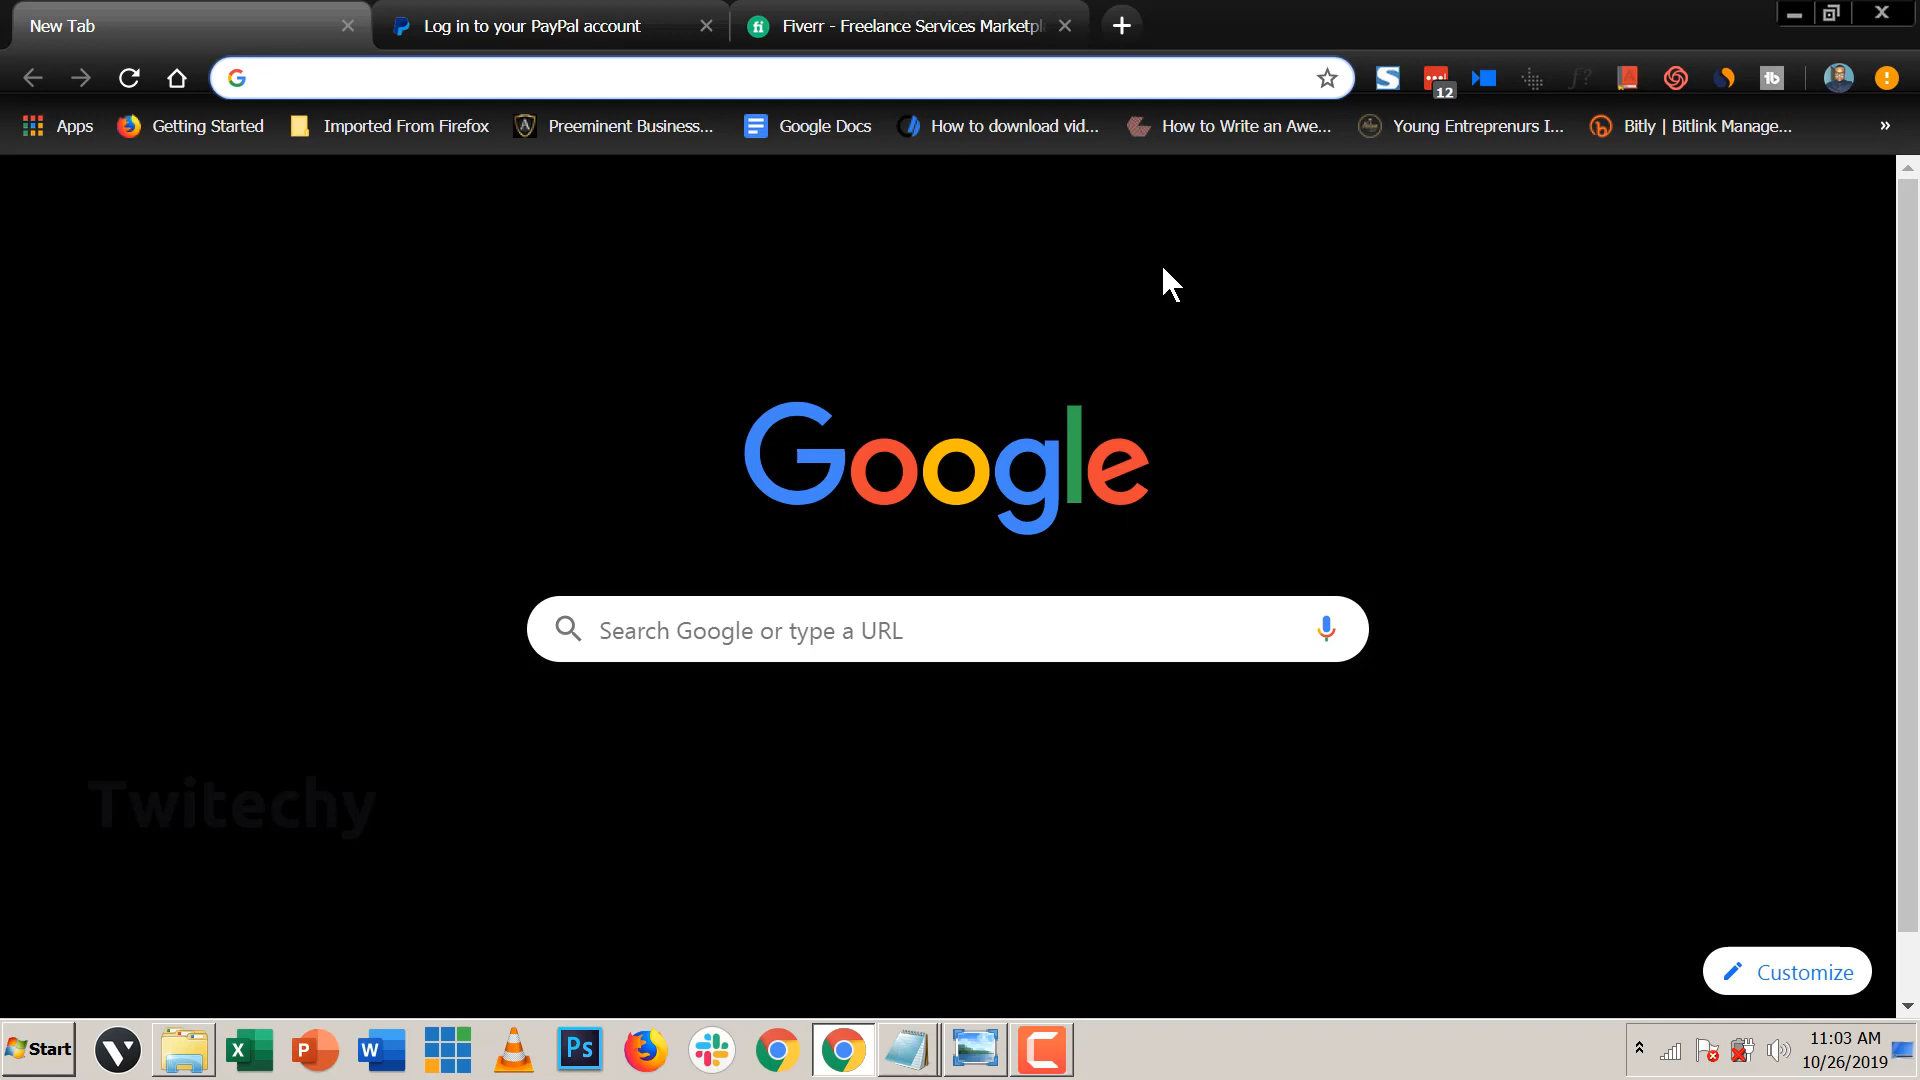 New Tab
Log in to your PayPal account
Fiverr - Freelance Services Marketpl
12
Apps
Getting Started
Imported From Firefox
Preeminent Business...
Google Docs
How to download vid...
How to Write an Awe...
Young Entreprenurs I...
Bitly | Bitlink Manage...
»
Google
Search Google or type a URL
Twitechy
Customize
Start
11:03 AM
10/26/2019